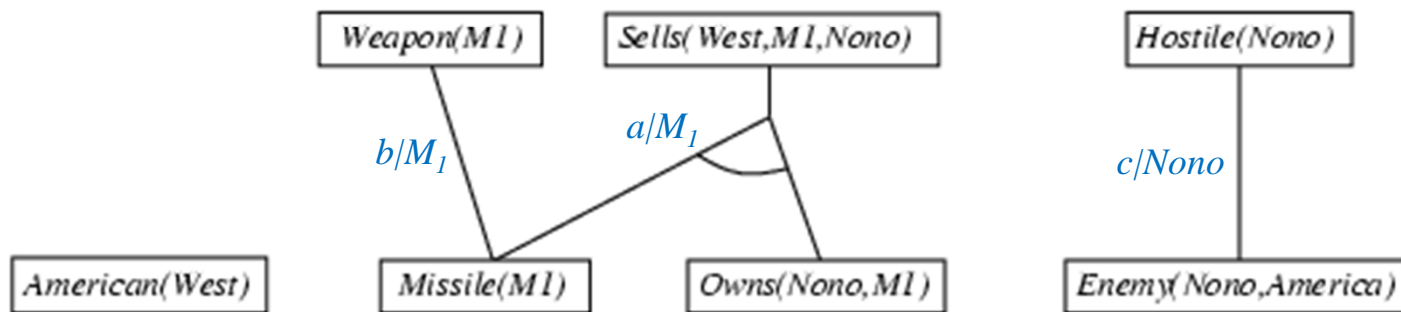 Weapon(M1)
Sells(West,M1,Nono)
Hostile(Nono)
b/M1
a/M1
c/Nono
American(West)
Missile(M1)
Owns(Nono,M1)
Enemy(Nono,America)